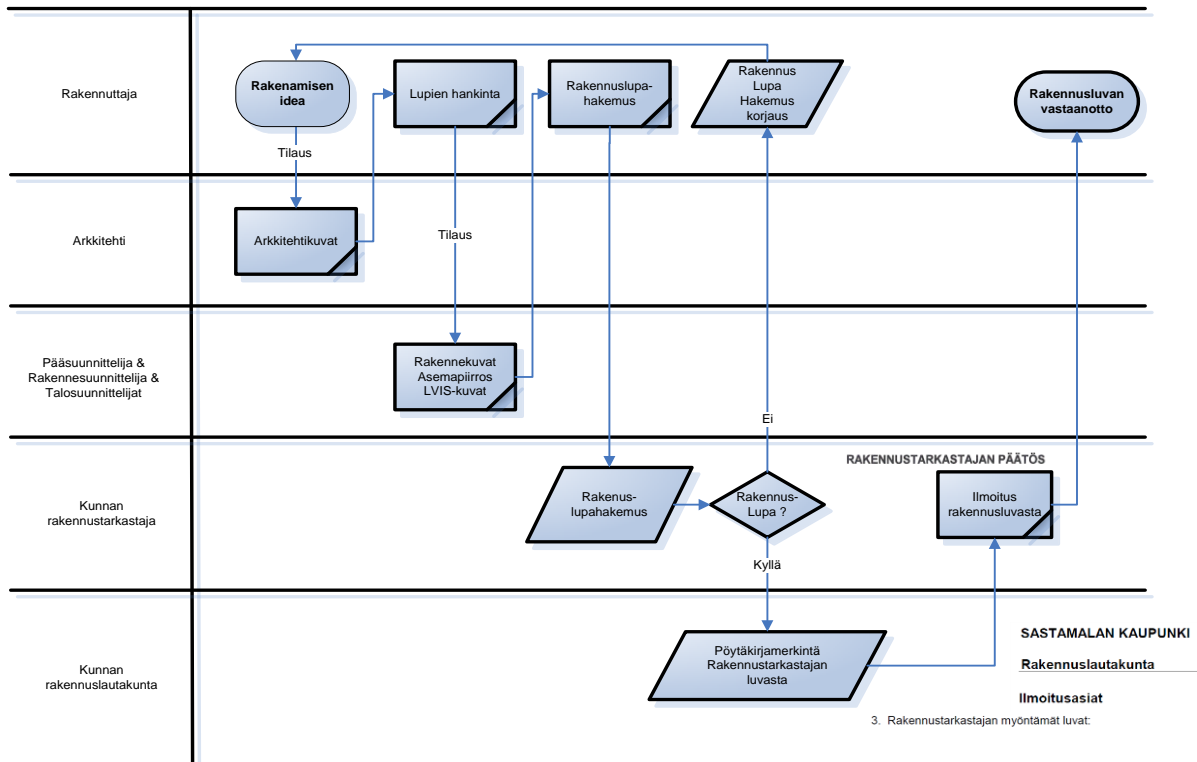 Rakennuttaja
Rakenamisen
idea
Lupien hankinta
Rakennuslupa-
hakemus
Rakennus
Lupa
Hakemus
korjaus
Rakennusluvan
vastaanotto
Tilaus
Arkkitehti
Arkkitehtikuvat
Tilaus
Pääsuunnittelija &
Rakennesuunnittelija &
Talosuunnittelijat
Rakennekuvat
Asemapiirros
LVIS-kuvat
Ei
RAKENNUSTARKASTAJAN PÄÄTÖS
Kunnan
rakennustarkastaja
Rakenus-
lupahakemus
Rakennus-
Lupa ?
Ilmoitus
rakennusluvasta
Kyllä
Kunnan
rakennuslautakunta
Pöytäkirjamerkintä
Rakennustarkastajan
luvasta
SASTAMALAN KAUPUNKI
Rakennuslautakunta
Ilmoitusasiat
3. Rakennustarkastajan myöntämät luvat: